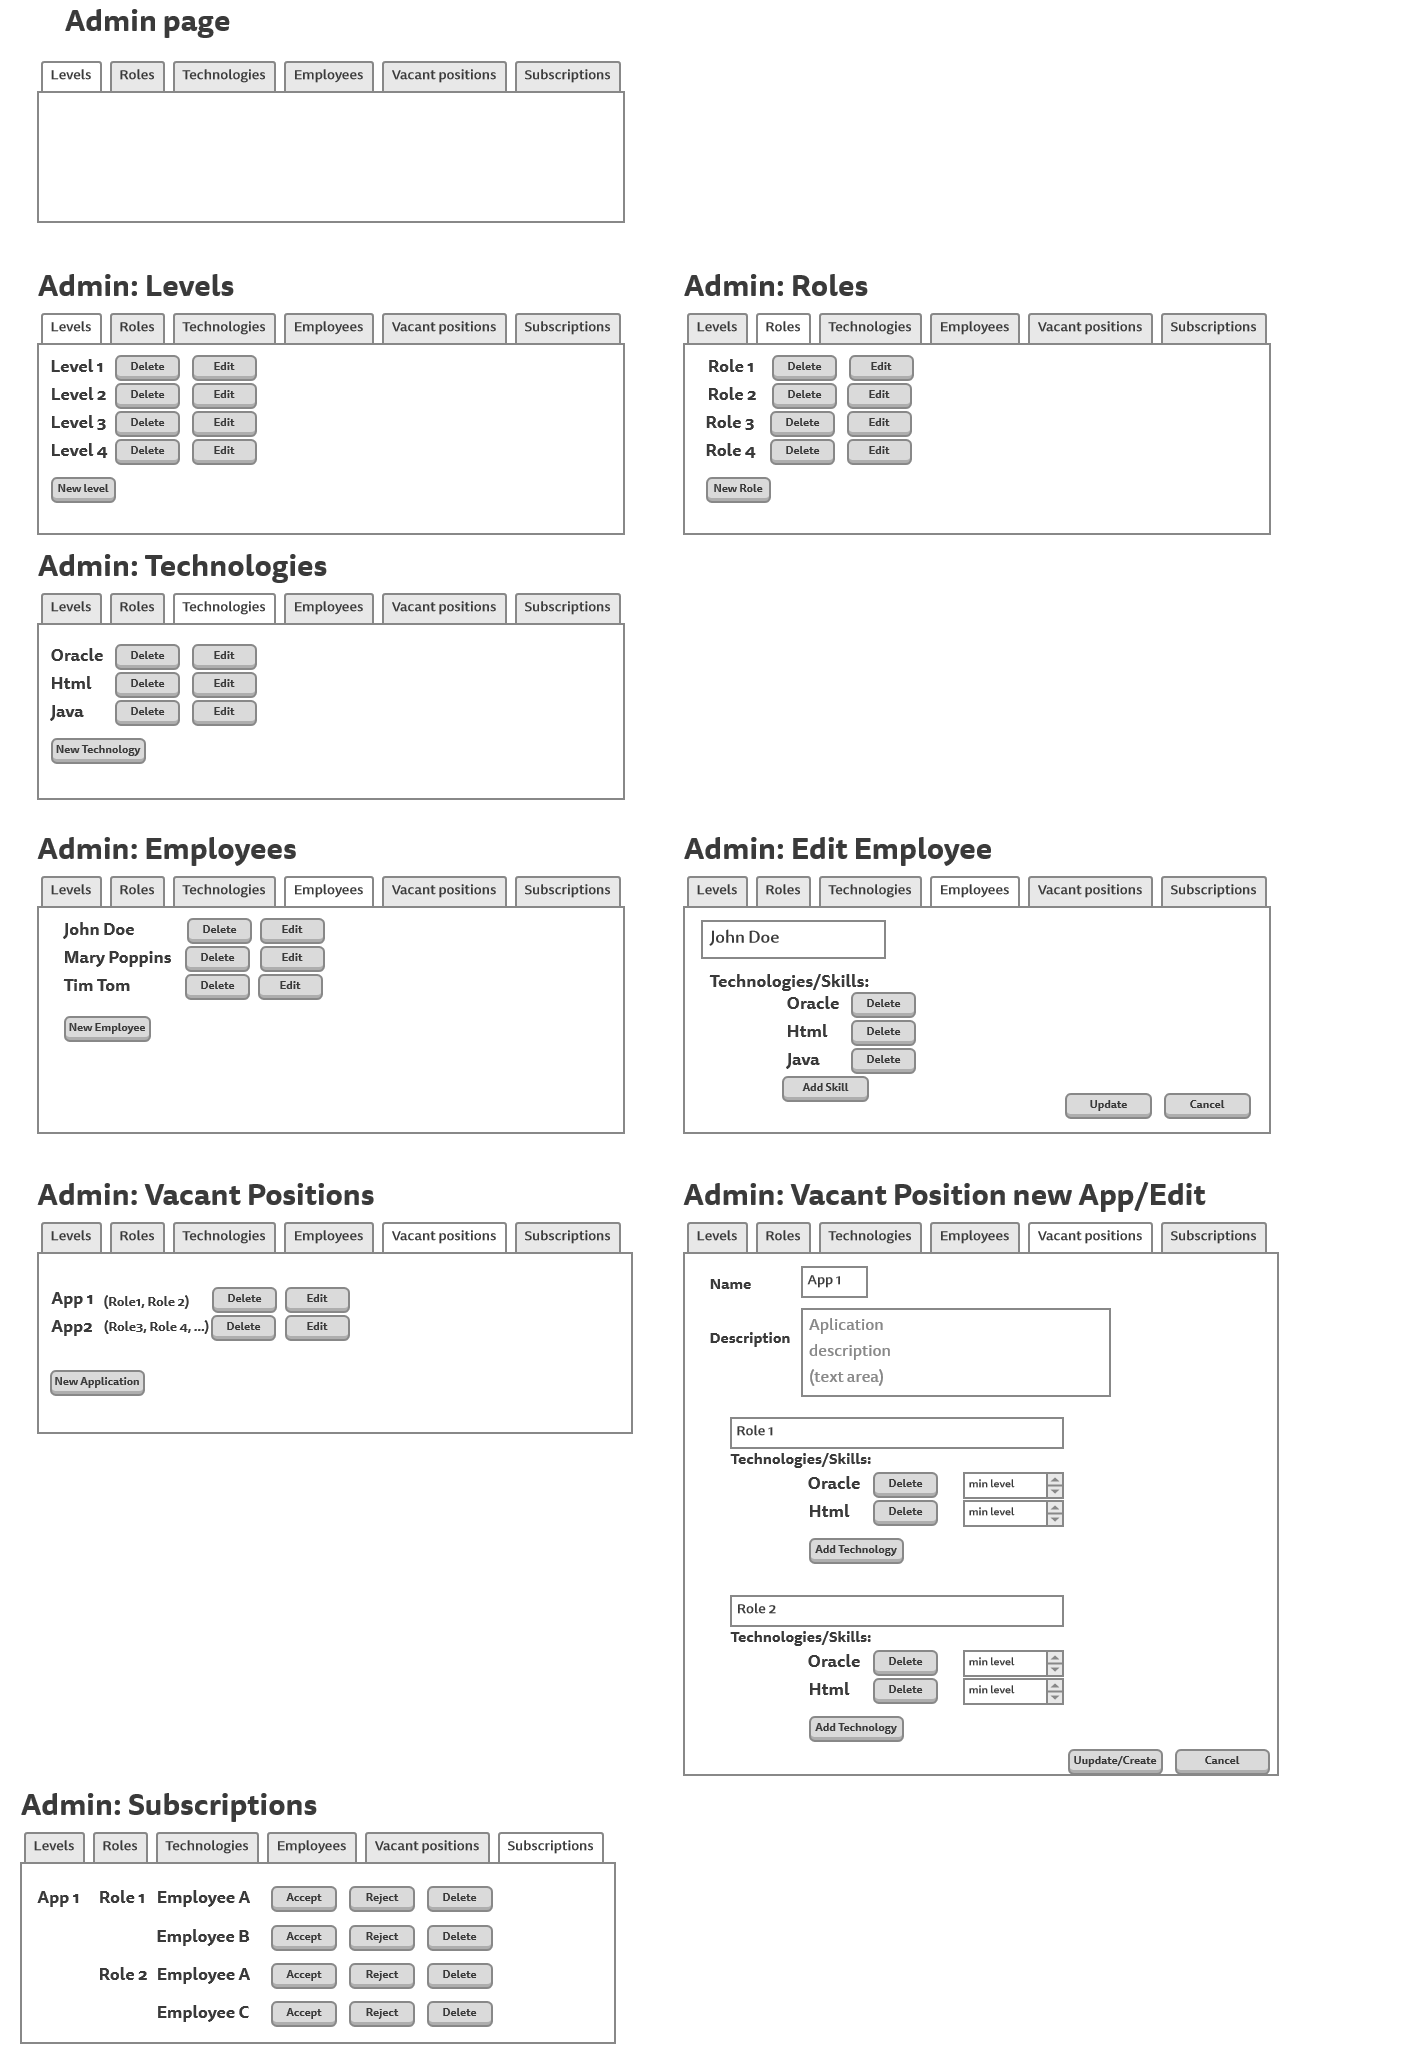 Admin page
Levels Roles Technologies Employees Vacant positions Subscriptions
Admin: Levels
Levels Roles Technologies Employees Vacant positions Subscriptions
Level 1 Delete Edit
Level 2 Delete Edit
Level 3 Delete Edit
Level 4 Delete Edit
New level
Admin: Roles
Levels Roles Technologies Employees Vacant positions Subscriptions
Role 1 Delete Edit
Role 2 Delete Edit
Role 3 Delete Edit
Role 4 Delete Edit
New Role
Admin: Technologies
Levels Roles Technologies Employees Vacant positions Subscriptions
Oracle Delete Edit
Html Delete Edit
Java Delete Edit
New Technology
Admin: Employees
Levels Roles Technologies Employees Vacant positions Subscriptions
John Doe Delete Edit
Mary Poppins Delete Edit
Tim Tom Delete Edit
New Employee
Admin: Edit Employee
Levels Roles Technologies Employees Vacant positions Subscriptions
John Doe
Technologies/Skills:
Oracle Delete
Html Delete
Java Delete
Add Skill
Update Cancel
Admin: Vacant Positions
Levels Roles Technologies Employees Vacant positions Subscriptions
App 1 (Role1, Role 2) Delete Edit
App2 (Role3, Role 4, ...) Delete Edit
New Application
Admin: Vacant Position new App/Edit
Levels Roles Technologies Employees Vacant positions Subscriptions
Name App 1
Description Aplication
description
(text area)
Role 1
Technologies/Skills:
Oracle Delete min level
Html Delete min level
Add Technology
Role 2
Technologies/Skills:
Oracle Delete min level
Html Delete min level
Add Technology
Uupdate/Create Cancel
Admin: Subscriptions
Levels Roles Technologies Employees Vacant positions Subscriptions
App 1 Role 1 Employee A Accept Reject Delete
Employee B Accept Reject Delete
Role 2 Employee A Accept Reject Delete
Employee C Accept Reject Delete